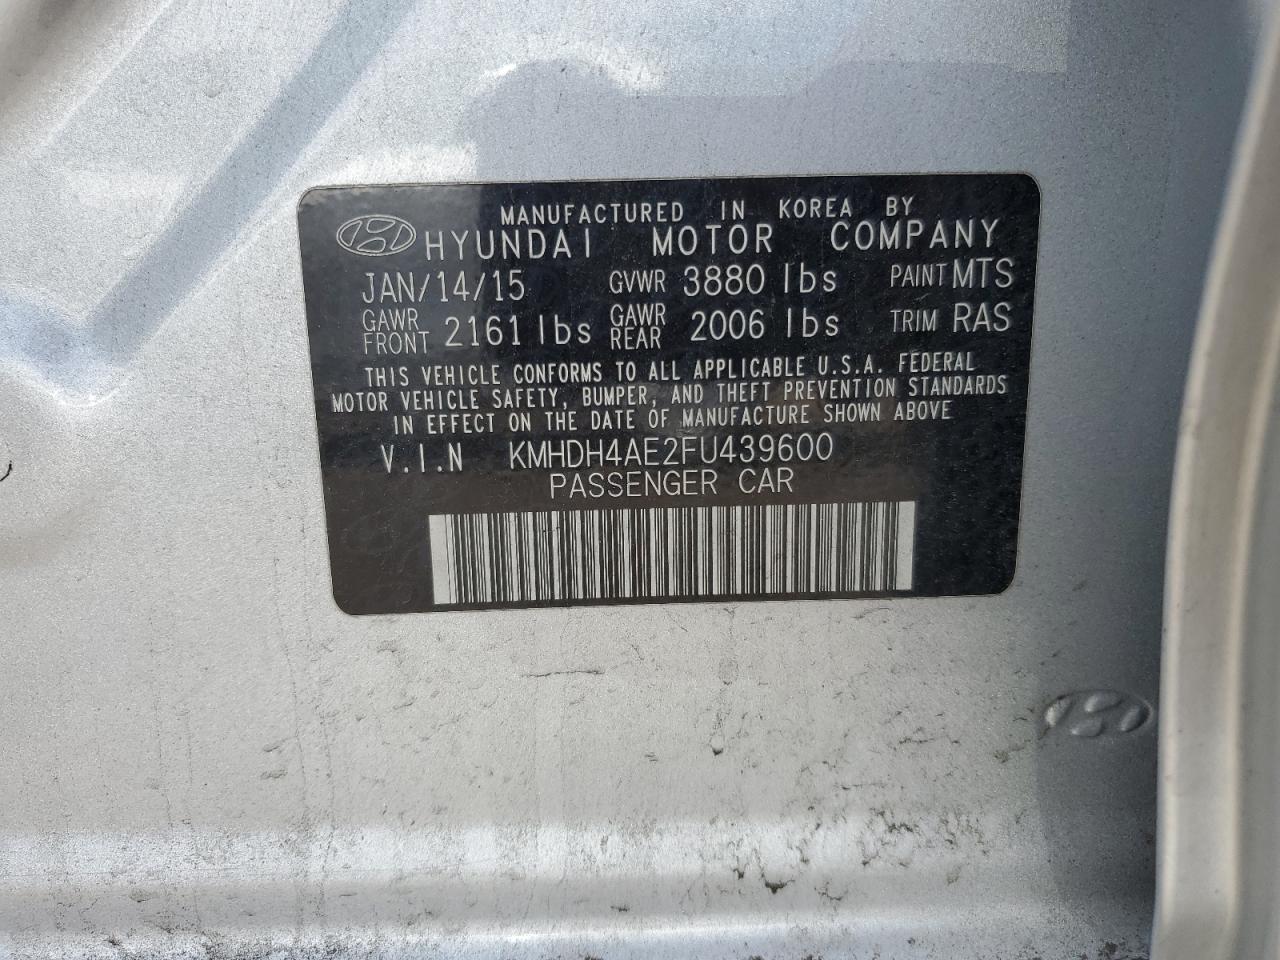 MANUFACTURED IN KOREA BY
HYUNDAI MOTOR COMPANY
JAN/14/15 GVWR 3880 lbs PAINT MTS
GAWR FRONT 2161 lbs GAWR REAR 2006 lbs TRIM RAS
THIS VEHICLE CONFORMS TO ALL APPLICABLE U.S.A. FEDERAL
MOTOR VEHICLE SAFETY, BUMPER, AND THEFT PREVENTION STANDARDS
IN EFFECT ON THE DATE OF MANUFACTURE SHOWN ABOVE
V.I.N KMHDH4AE2FU439600
PASSENGER CAR